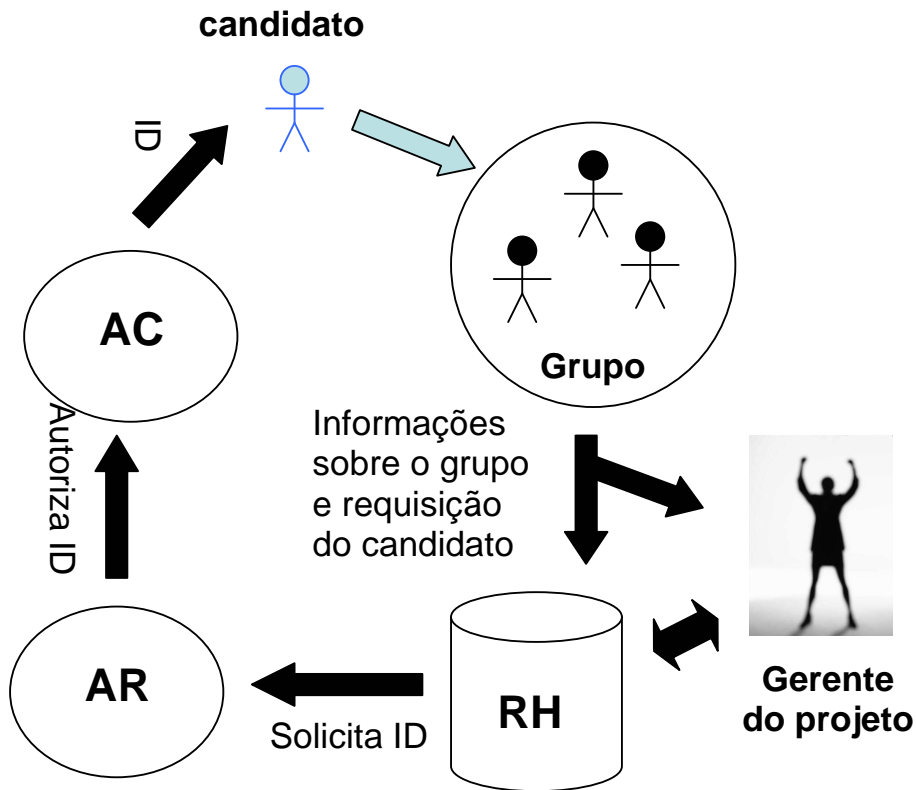 candidato
ID
AC
Grupo
Autoriza ID
Informações
sobre o grupo
e requisição
do candidato
AR
Solicita ID
RH
Gerente
do projeto